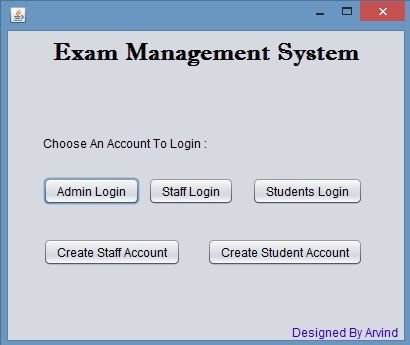 Exam Management System
Choose An Account To Login :
Admin Login Staff Login Students Login
Create Staff Account Create Student Account
Designed By Arvind